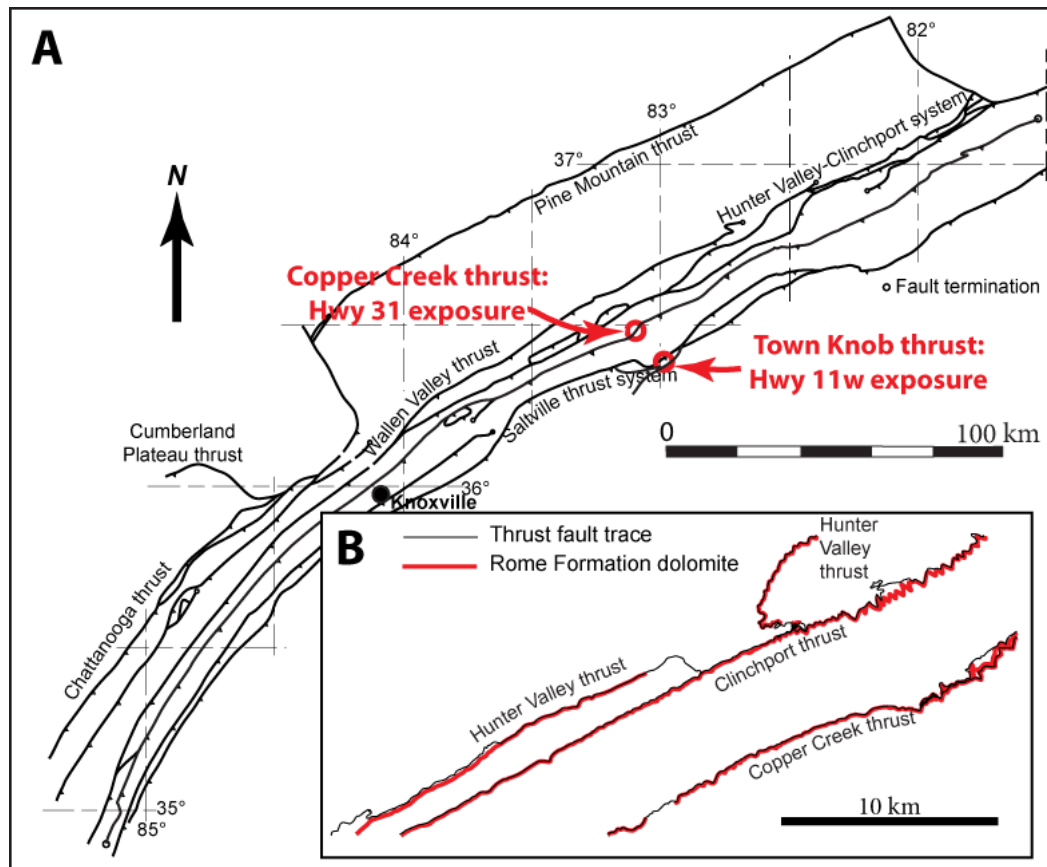 A
N
82°
83°
37°
84°
Pine Mountain thrust
Hunter Valley-Clinchport system
Copper Creek thrust:
Hwy 31 exposure
Fault termination
Town Knob thrust:
Hwy 11w exposure
Wallen Valley thrust
Saltville thrust system
Cumberland
Plateau thrust
0
100 km
36°
Knoxville
Chattanooga thrust
35°
85°
B
Thrust fault trace
Rome Formation dolomite
Hunter
Valley
thrust
Hunter Valley thrust
Clinchport thrust
Copper Creek thrust
10 km